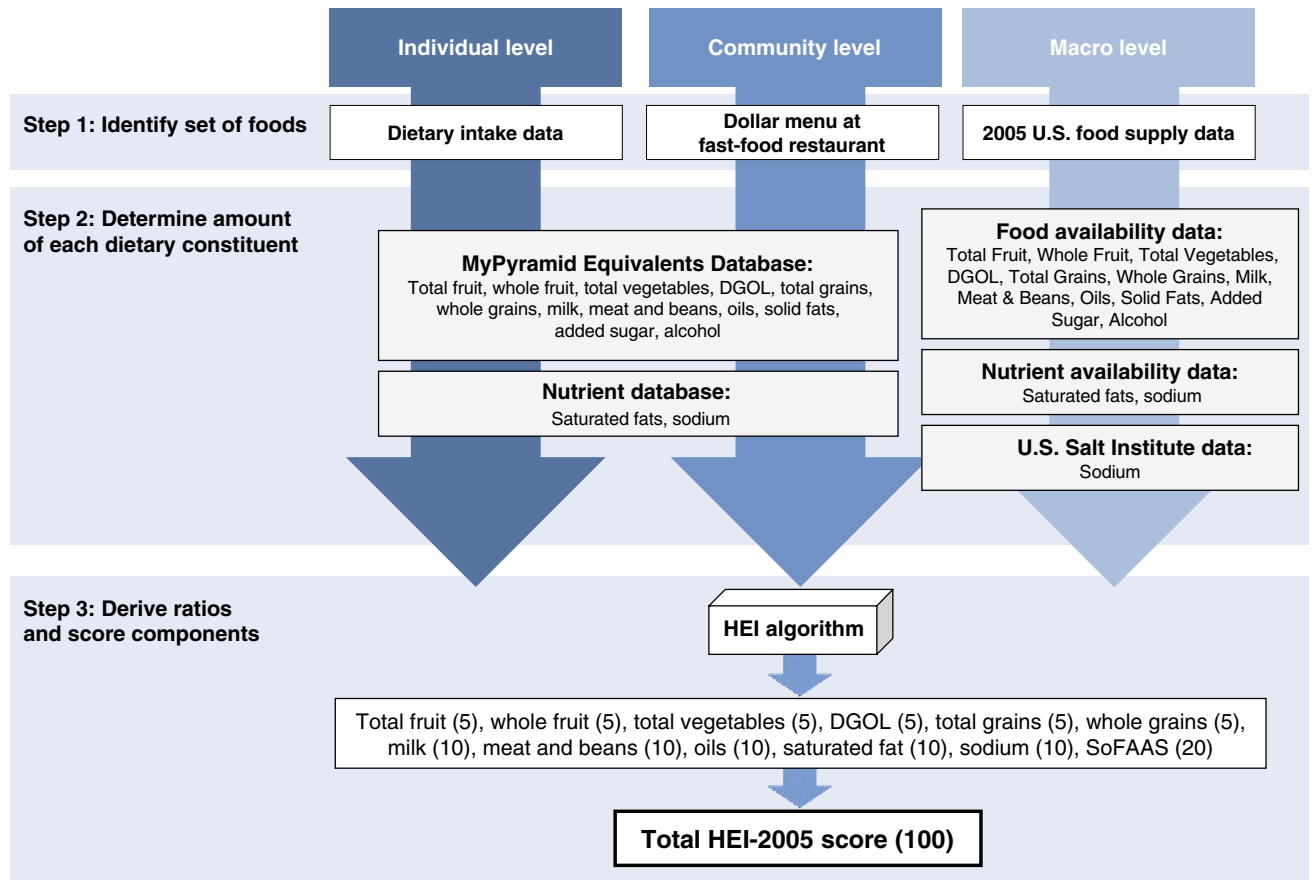 Individual level
Community level
Macro level
Step 1: Identify set of foods
Dietary intake data
Dollar menu at
fast-food restaurant
2005 U.S. food supply data
Step 2: Determine amount
of each dietary constituent
MyPyramid Equivalents Database:
Total fruit, whole fruit, total vegetables, DGOL, total grains,
whole grains, milk, meat and beans, oils, solid fats,
added sugar, alcohol
Nutrient database:
Saturated fats, sodium
Food availability data:
Total Fruit, Whole Fruit, Total Vegetables,
DGOL, Total Grains, Whole Grains, Milk,
Meat & Beans, Oils, Solid Fats, Added
Sugar, Alcohol
Nutrient availability data:
Saturated fats, sodium
U.S. Salt Institute data:
Sodium
Step 3: Derive ratios
and score components
HEI algorithm
Total fruit (5), whole fruit (5), total vegetables (5), DGOL (5), total grains (5), whole grains (5),
milk (10), meat and beans (10), oils (10), saturated fat (10), sodium (10), SoFAAS (20)
Total HEI-2005 score (100)